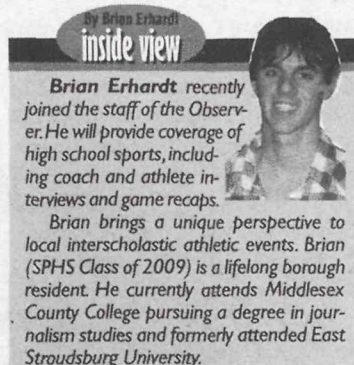 By Brian Erhardt
inside view
Brian Erhardt recently
joined the staff of the Observ-
er. He will provide coverage of
high school sports, includ-
ing coach and athlete in-
terviews and game recaps.
Brian brings a unique perspective to
local interscholastic athletic events. Brian
(SPHS Class of 2009) is a lifelong borough
resident. He currently attends Middlesex
County College pursuing a degree in jour-
nalism studies and formerly attended East
Stroudsburg University.